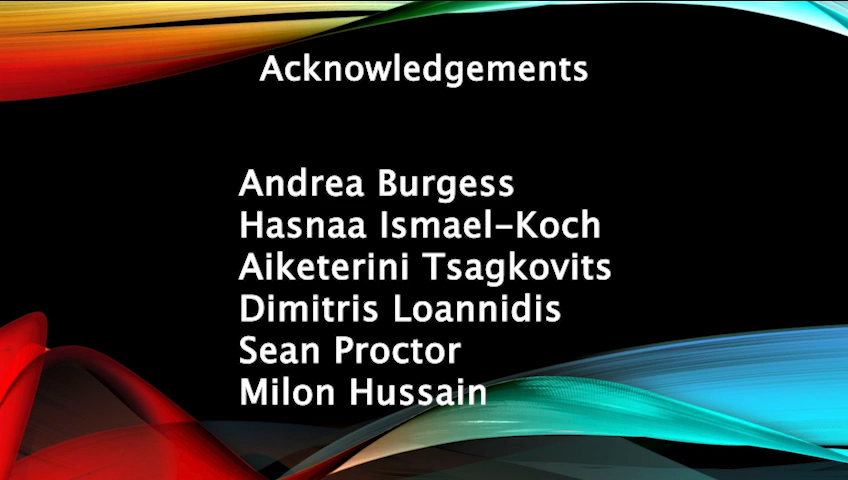 Acknowledgements
Andrea Burgess
Hasnaa Ismael-Koch
Aiketerini Tsagkovits
Dimitris Loannidis
Sean Proctor
Milon Hussain